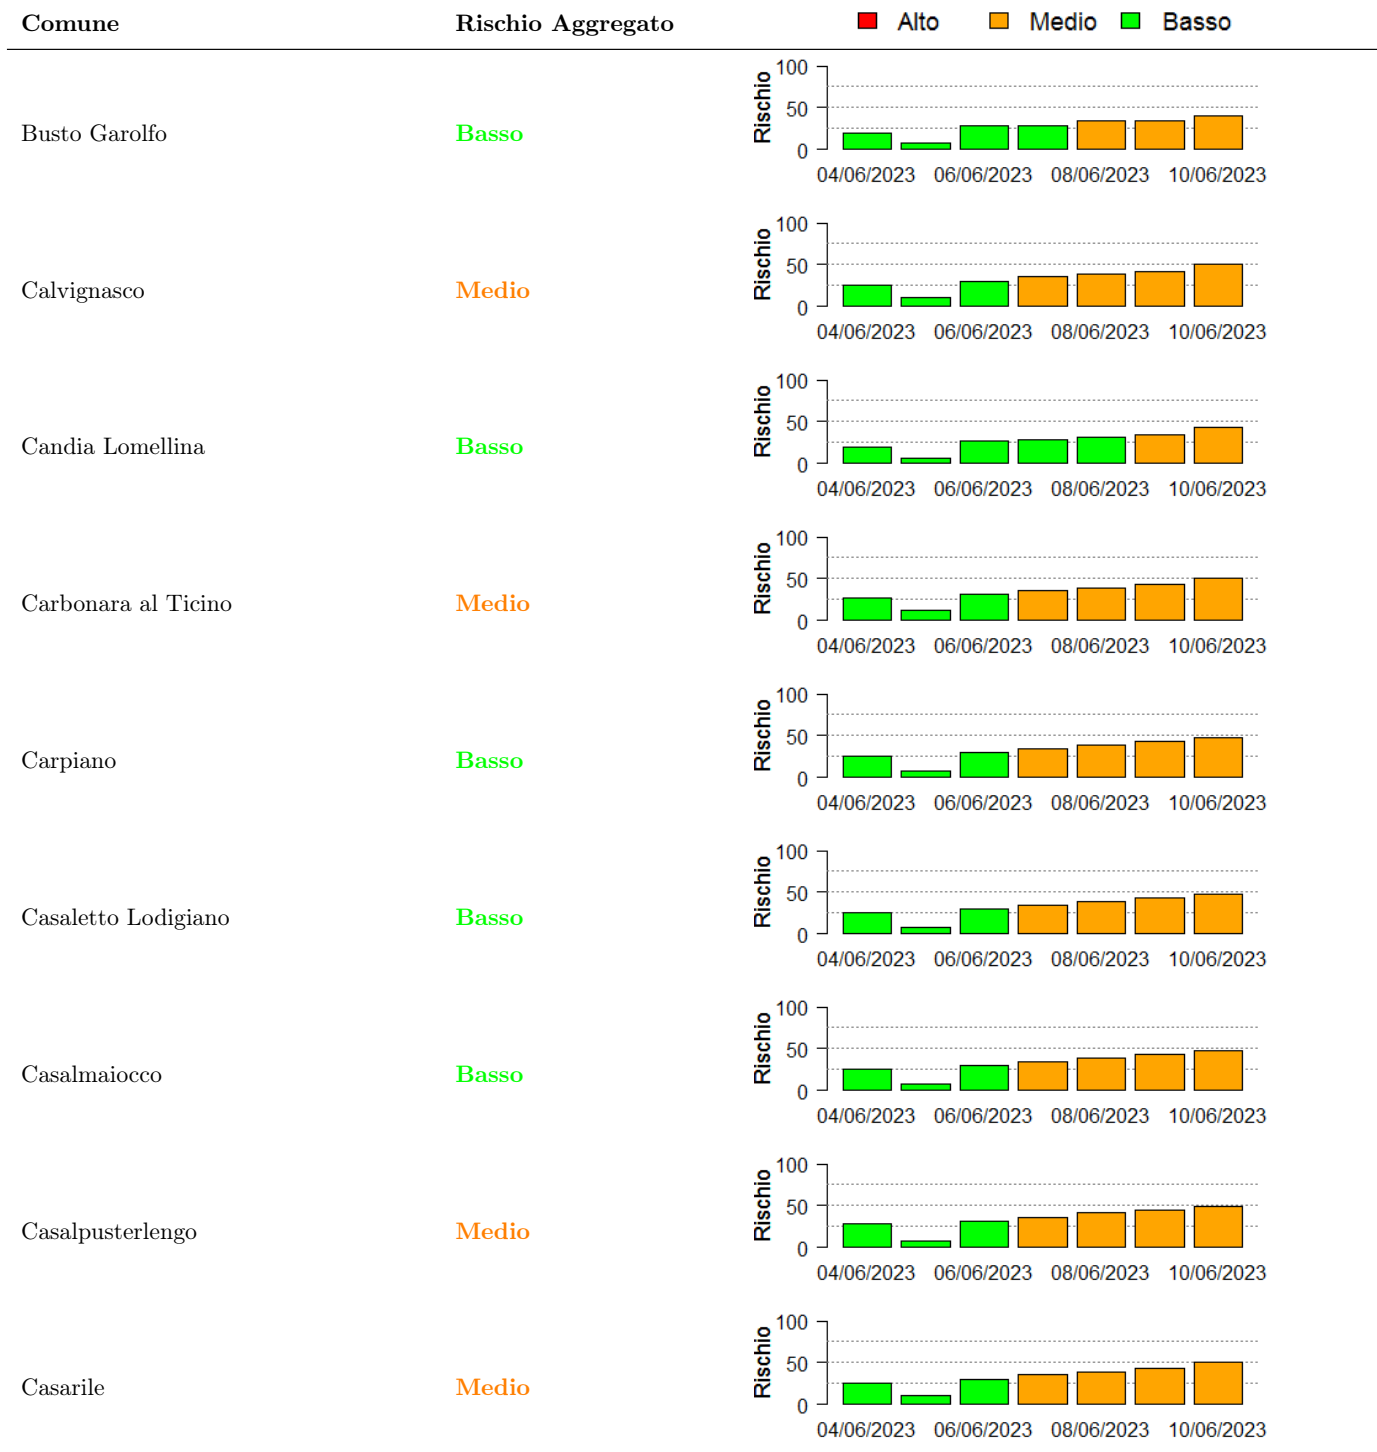 Comune Rischio Aggregato Alto Medio Basso
100
50
0
Rischio
Busto Garolfo Basso
04/06/2023 06/06/2023 08/06/2023 10/06/2023
100
50
0
Rischio
Calvignasco Medio
04/06/2023 06/06/2023 08/06/2023 10/06/2023
100
50
0
Rischio
Candia Lomellina Basso
04/06/2023 06/06/2023 08/06/2023 10/06/2023
100
50
0
Rischio
Carbonara al Ticino Medio
04/06/2023 06/06/2023 08/06/2023 10/06/2023
100
50
0
Rischio
Carpiano Basso
04/06/2023 06/06/2023 08/06/2023 10/06/2023
100
50
0
Rischio
Casaletto Lodigiano Basso
04/06/2023 06/06/2023 08/06/2023 10/06/2023
100
50
0
Rischio
Casalmaiocco Basso
04/06/2023 06/06/2023 08/06/2023 10/06/2023
100
50
0
Rischio
Casalpusterlengo Medio
04/06/2023 06/06/2023 08/06/2023 10/06/2023
100
50
0
Rischio
Casarile Medio
04/06/2023 06/06/2023 08/06/2023 10/06/2023